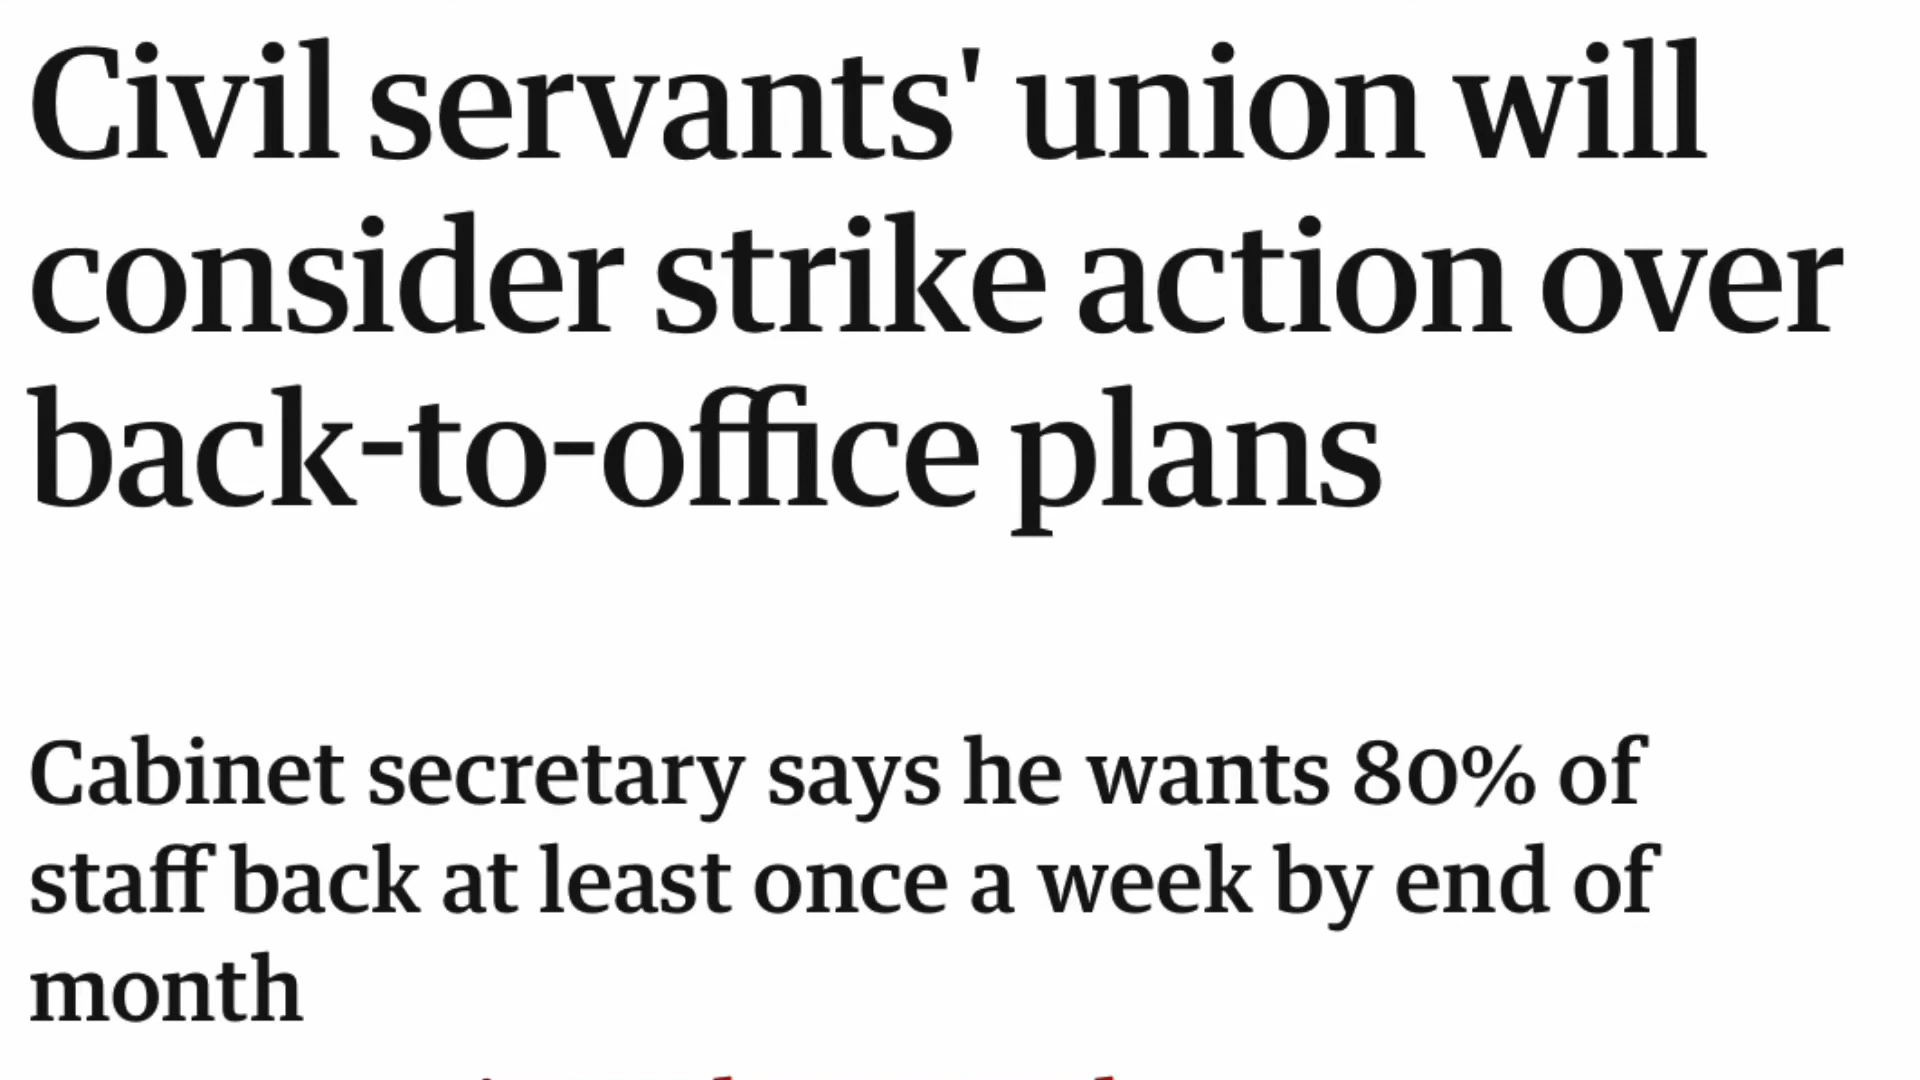 Civil servants' union will
consider strike action over
back-to-office plans
Cabinet secretary says he wants 80% of
staff back at least once a week by end of
month